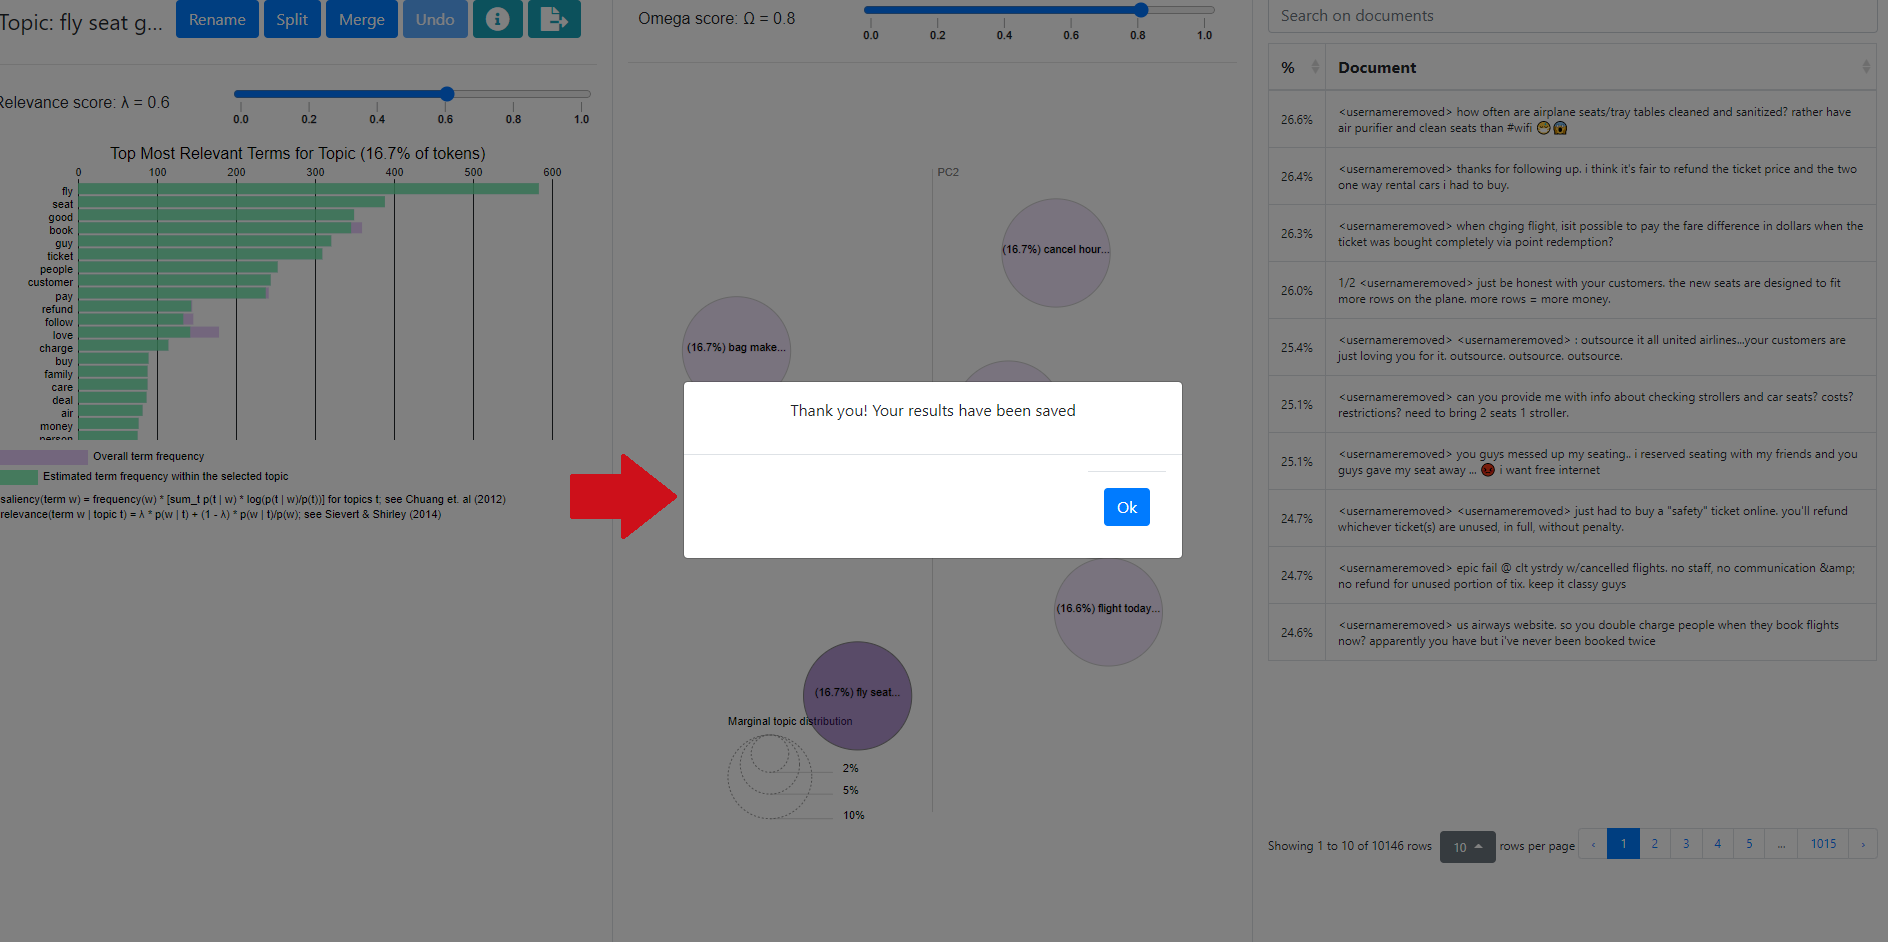 Topic: fly seat g...
Rename
Split
Merge
Undo
Relevance score: λ = 0.6
0.0 0.2 0.4 0.6 0.8 1.0
Top Most Relevant Terms for Topic (16.7% of tokens)
0 100 200 300 400 500 600
fly
seat
good
book
guy
ticket
people
customer
pay
refund
follow
love
charge
buy
family
care
deal
air
money
person
Overall term frequency
Estimated term frequency within the selected topic
saliency(term w) = frequency(w) * [sum_t p(t | w) * log(p(t | w)/p(t))] for topics t; see Chuang et. al (2012)
relevance(term w | topic t) = λ * p(w | t) + (1 - λ) * p(w | t)/p(w); see Sievert & Shirley (2014)
Omega score: Ω = 0.8
0.0 0.2 0.4 0.6 0.8 1.0
PC2
(16.7%) cancel hour...
(16.7%) bag make...
Thank you! Your results have been saved
Ok
(16.6%) flight today...
(16.7%) fly seat...
Marginal topic distribution
2%
5%
10%
Search on documents
% Document
26.6% <usernameremoved> how often are airplane seats/tray tables cleaned and sanitized? rather have
air purifier and clean seats than #wifi 😁😱
26.4% <usernameremoved> thanks for following up. i think it's fair to refund the ticket price and the two
one way rental cars i had to buy.
26.3% <usernameremoved> when chging flight, isit possible to pay the fare difference in dollars when the
ticket was bought completely via point redemption?
26.0% 1/2 <usernameremoved> just be honest with your customers. the new seats are designed to fit
more rows on the plane. more rows = more money.
25.4% <usernameremoved> <usernameremoved> : outsource it all united airlines...your customers are
just loving you for it. outsource. outsource. outsource.
25.1% <usernameremoved> can you provide me with info about checking strollers and car seats? costs?
restrictions? need to bring 2 seats 1 stroller.
25.1% <usernameremoved> you guys messed up my seating.. i reserved seating with my friends and you
guys gave my seat away ... 😡 i want free internet
24.7% <usernameremoved> <usernameremoved> just had to buy a "safety" ticket online. you'll refund
whichever ticket(s) are unused, in full, without penalty.
24.7% <usernameremoved> epic fail @ clt ystrdy w/cancelled flights. no staff, no communication &amp;
no refund for unused portion of tix. keep it classy guys
24.6% <usernameremoved> us airways website. so you double charge people when they book flights
now? apparently you have but i've never been booked twice
Showing 1 to 10 of 10146 rows 10 rows per page ‹ 1 2 3 4 5 ... 1015 ›